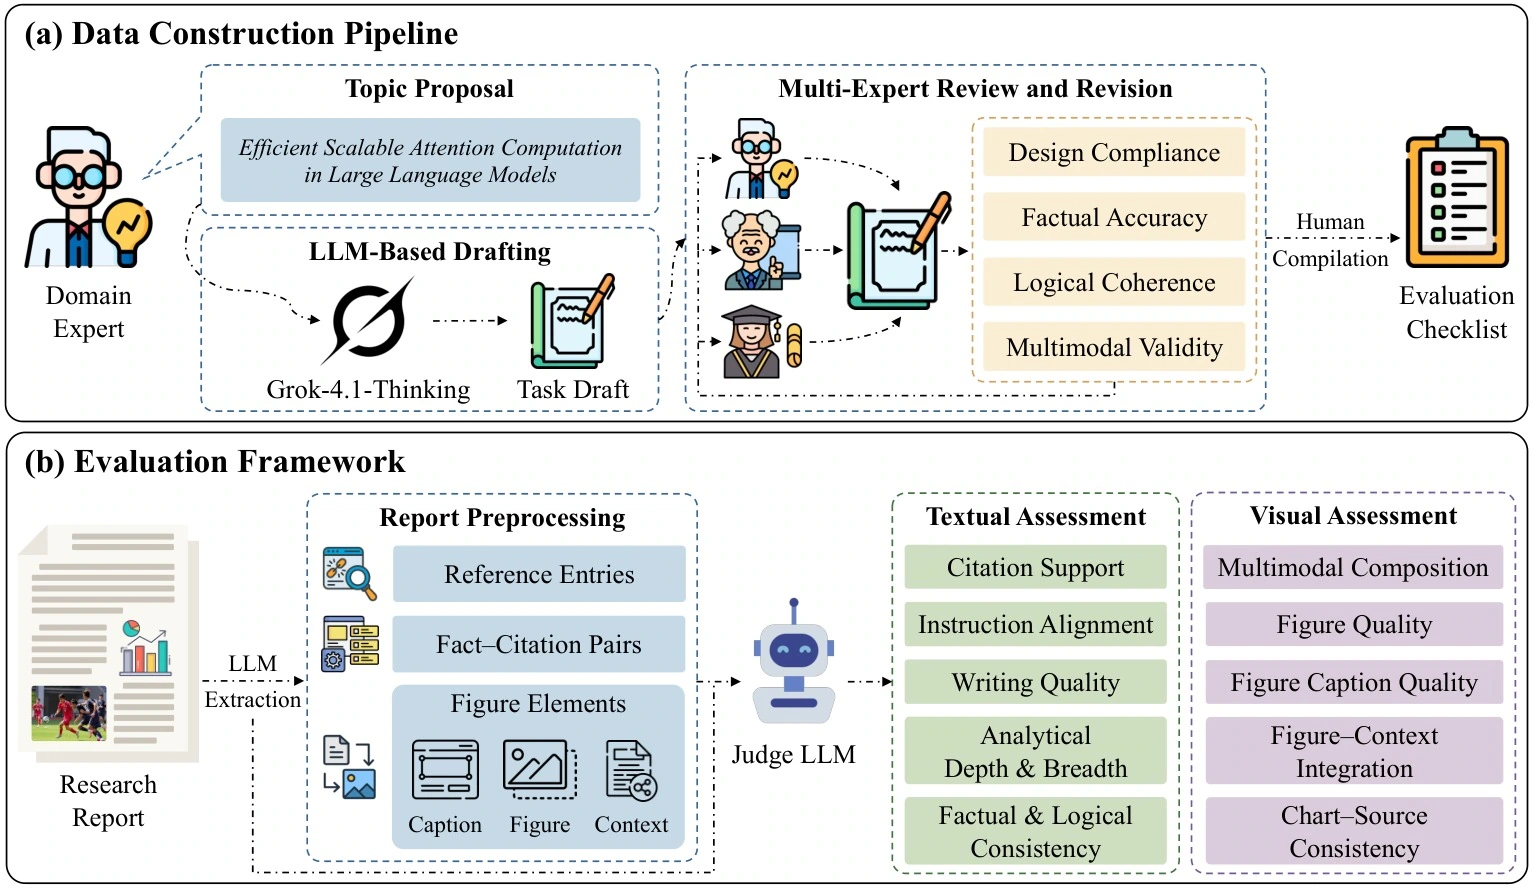 (a) Data Construction Pipeline
Topic Proposal
Efficient Scalable Attention Computation
in Large Language Models
Domain
Expert
LLM-Based Drafting
Grok-4.1-Thinking
Task Draft
Multi-Expert Review and Revision
Design Compliance
Factual Accuracy
Logical Coherence
Multimodal Validity
Human
Compilation
Evaluation
Checklist
(b) Evaluation Framework
Research
Report
LLM
Extraction
Report Preprocessing
Reference Entries
Fact–Citation Pairs
Figure Elements
Caption
Figure
Context
Judge LLM
Textual Assessment
Citation Support
Instruction Alignment
Writing Quality
Analytical
Depth & Breadth
Factual & Logical
Consistency
Visual Assessment
Multimodal Composition
Figure Quality
Figure Caption Quality
Figure–Context
Integration
Chart–Source
Consistency